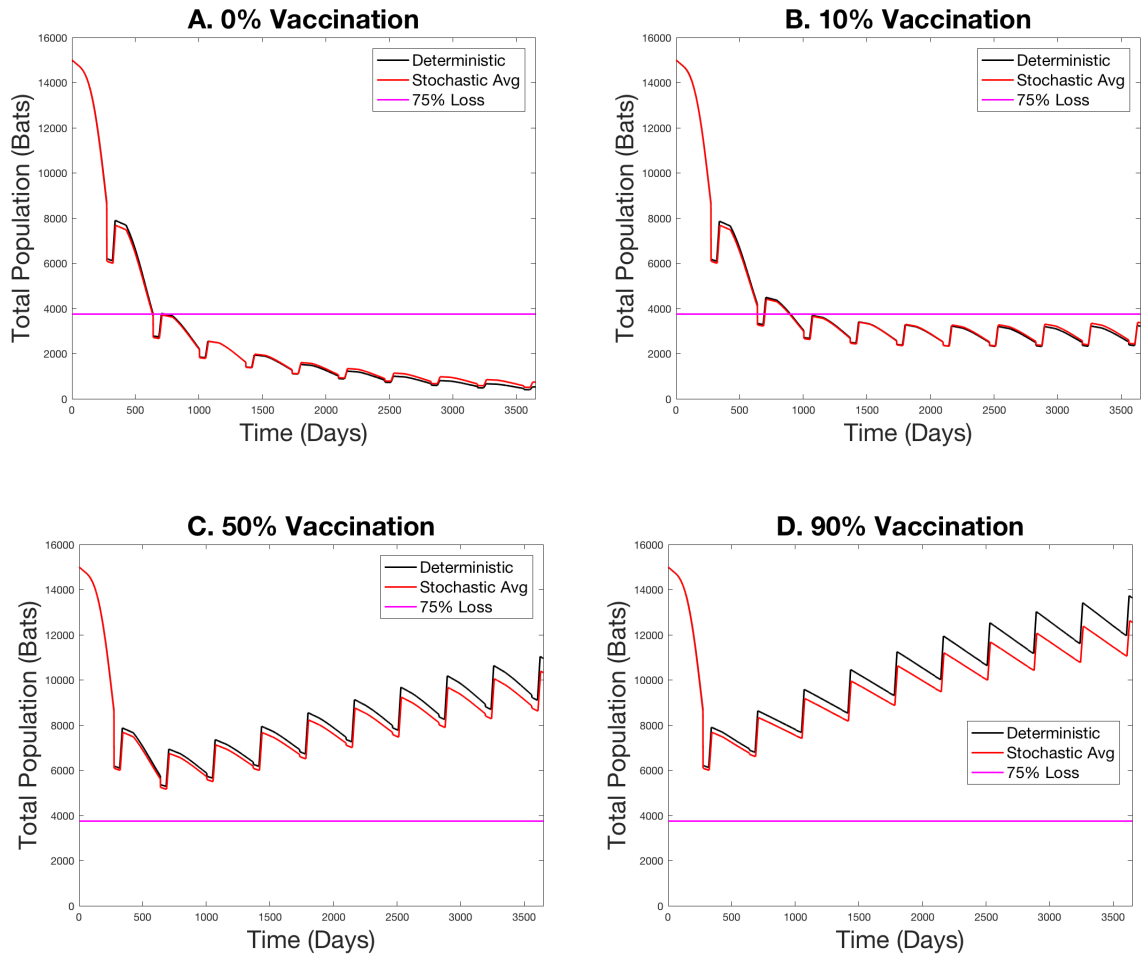 A. 0% Vaccination
Total Population (Bats)
16000
14000
12000
10000
8000
6000
4000
2000
0
Deterministic
Stochastic Avg
75% Loss
0 500 1000 1500 2000 2500 3000 3500
Time (Days)
B. 10% Vaccination
Total Population (Bats)
16000
14000
12000
10000
8000
6000
4000
2000
0
Deterministic
Stochastic Avg
75% Loss
0 500 1000 1500 2000 2500 3000 3500
Time (Days)
C. 50% Vaccination
Total Population (Bats)
16000
14000
12000
10000
8000
6000
4000
2000
0
Deterministic
Stochastic Avg
75% Loss
0 500 1000 1500 2000 2500 3000 3500
Time (Days)
D. 90% Vaccination
Total Population (Bats)
16000
14000
12000
10000
8000
6000
4000
2000
0
Deterministic
Stochastic Avg
75% Loss
0 500 1000 1500 2000 2500 3000 3500
Time (Days)